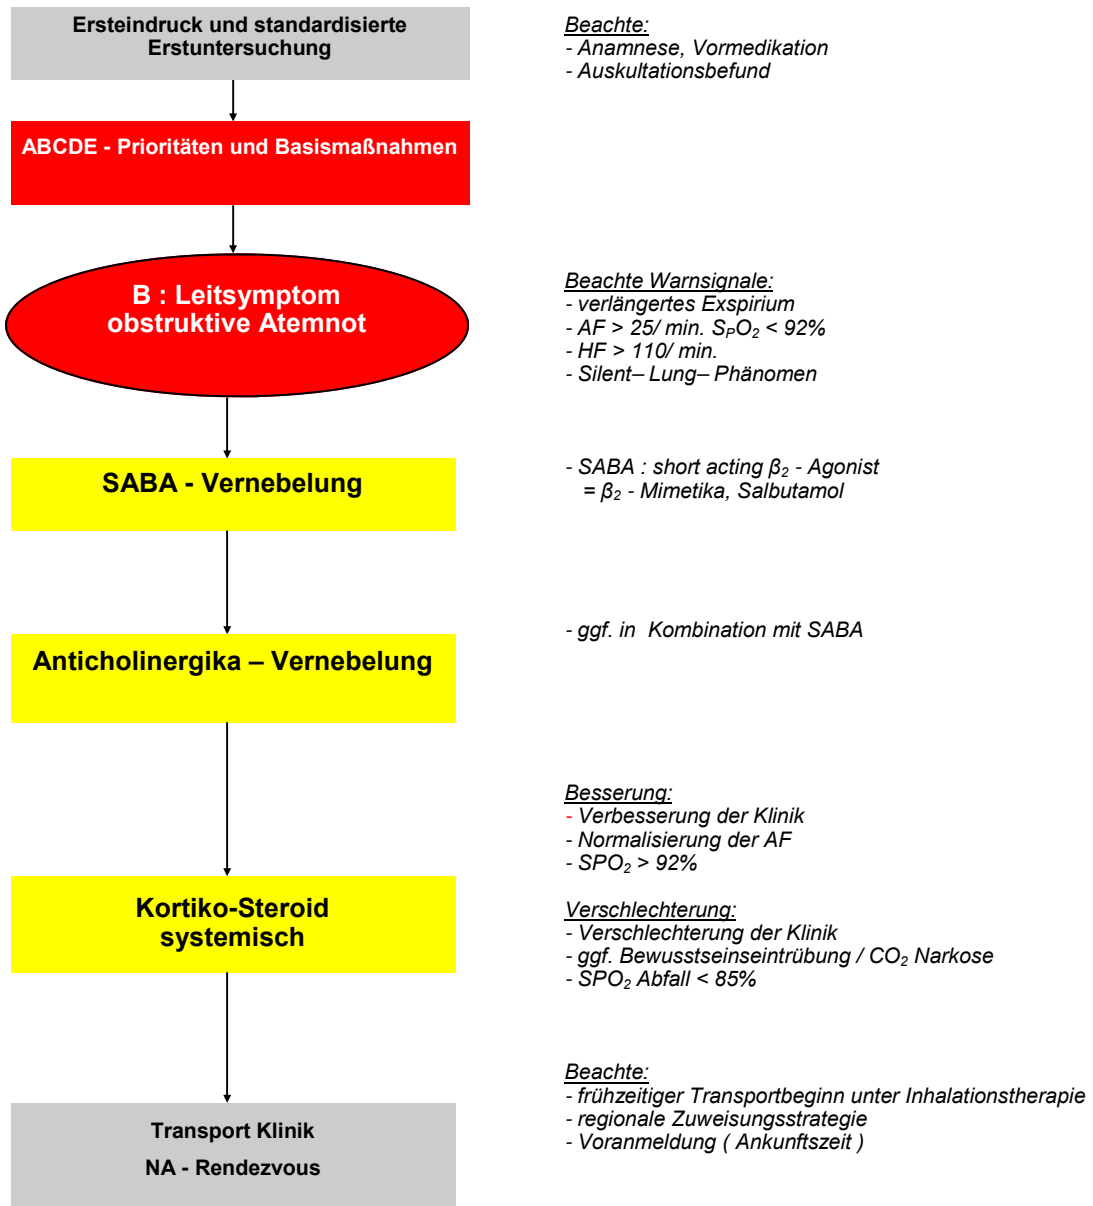 Ersteindruck und standardisierte
Erstuntersuchung
Beachte:
- Anamnese, Vormedikation
- Auskultationsbefund
ABCDE - Prioritäten und Basismaßnahmen
B : Leitsymptom
obstruktive Atemnot
Beachte Warnsignale:
- verlängertes Exspirium
- AF > 25/ min. SPO₂ < 92%
- HF > 110/ min.
- Silent– Lung– Phänomen
SABA - Vernebelung
- SABA : short acting β₂ - Agonist
= β₂ - Mimetika, Salbutamol
Anticholinergika – Vernebelung
- ggf. in Kombination mit SABA
Besserung:
- Verbesserung der Klinik
- Normalisierung der AF
- SPO₂ > 92%
Kortiko-Steroid
systemisch
Verschlechterung:
- Verschlechterung der Klinik
- ggf. Bewusstseinseintrübung / CO₂ Narkose
- SPO₂ Abfall < 85%
Transport Klinik
NA - Rendezvous
Beachte:
- frühzeitiger Transportbeginn unter Inhalationstherapie
- regionale Zuweisungsstrategie
- Voranmeldung ( Ankunftszeit )